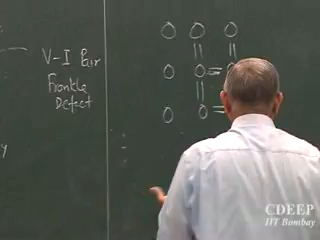 V-I Pair
Frenkle
Defect
y
CDEEP
IIT Bombay